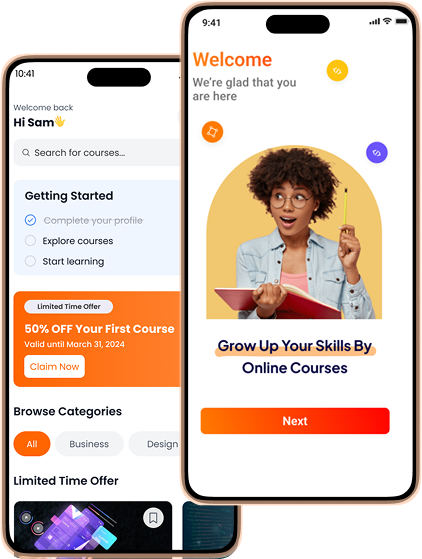 10:41
Welcome back
Hi Sam👋
Search for courses...
Getting Started
Complete your profile
Explore courses
Start learning
Limited Time Offer
50% OFF Your First Course
Valid until March 31, 2024
Claim Now
Browse Categories
All
Business
Design
Limited Time Offer
9:41
Welcome
We're glad that you
are here
Grow Up Your Skills By
Online Courses
Next